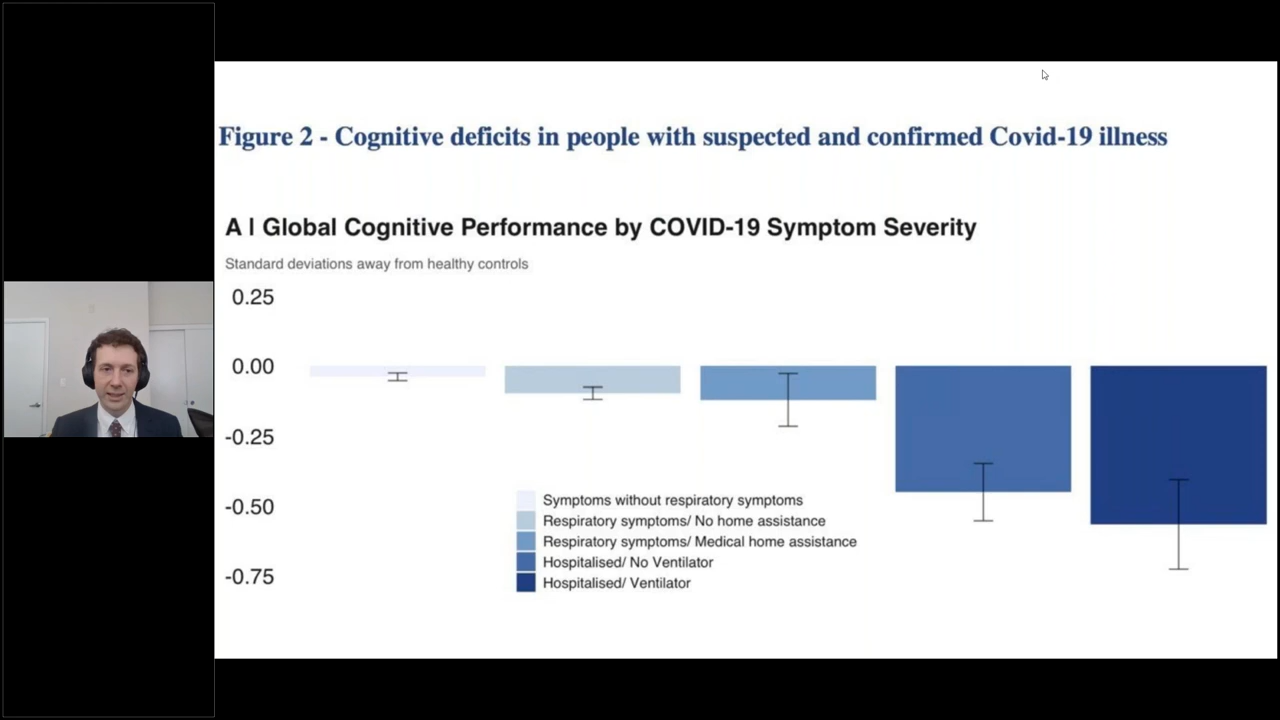 Figure 2 - Cognitive deficits in people with suspected and confirmed Covid-19 illness
A | Global Cognitive Performance by COVID-19 Symptom Severity
Standard deviations away from healthy controls
0.25
0.00
-0.25
-0.50
-0.75
Symptoms without respiratory symptoms
Respiratory symptoms/ No home assistance
Respiratory symptoms/ Medical home assistance
Hospitalised/ No Ventilator
Hospitalised/ Ventilator